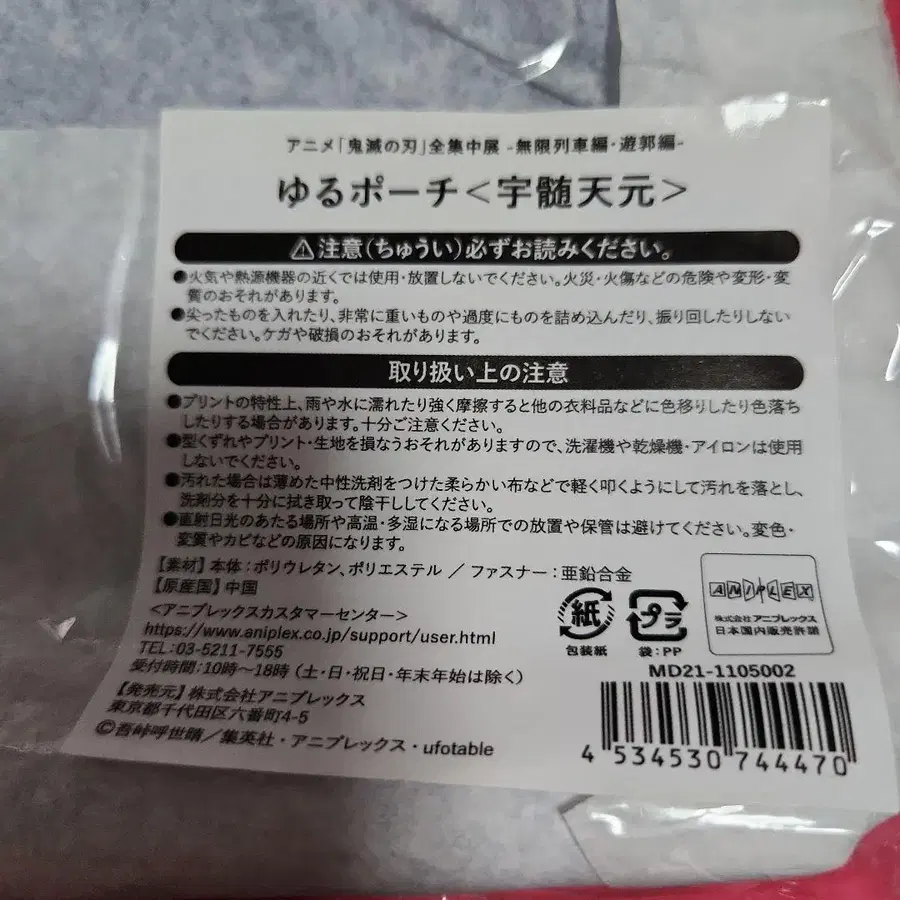 アニメ「鬼滅の刃」全集中展 -無限列車編・遊郭編-
ゆるポーチ<宇髄天元>
⚠注意(ちゅうい)必ずお読みください。
●火気や熱源機器の近くでは使用・放置しないでください。火災・火傷などの危険や変形・変
質のおそれがあります。
●尖ったものを入れたり、非常に重いものや過度にものを詰め込んだり、振り回したりしない
でください。ケガや破損のおそれがあります。
取り扱い上の注意
●プリントの特性上、雨や水に濡れたり強く摩擦すると他の衣料品などに色移りしたり色落ち
したりする場合があります。十分ご注意ください。
●型くずれやプリント・生地を損なうおそれがありますので、洗濯機や乾燥機・アイロンは使用
しないでください。
●汚れた場合は薄めた中性洗剤をつけた柔らかい布などで軽く叩くようにして汚れを落とし、
洗剤分を十分に拭き取って陰干ししてください。
●直射日光のあたる場所や高温・多湿になる場所での放置や保管は避けてください。変色・
変質やカビなどの原因になります。
【素材】本体:ポリウレタン、ポリエステル / ファスナー:亜鉛合金
【原産国】中国
<アニプレックスカスタマーセンター>
https://www.aniplex.co.jp/support/user.html
TEL:03-5211-7555
受付時間:10時~18時 (土・日・祝日・年末年始は除く)
【発売元】株式会社アニプレックス
東京都千代田区六番町4-5
©吾峠呼世晴/集英社・アニプレックス・ufotable
紙
包装紙
プラ
袋:PP
ANIPLEX
株式会社アニプレックス
日本国内販売許諾
MD21-1105002
4 534530 744470